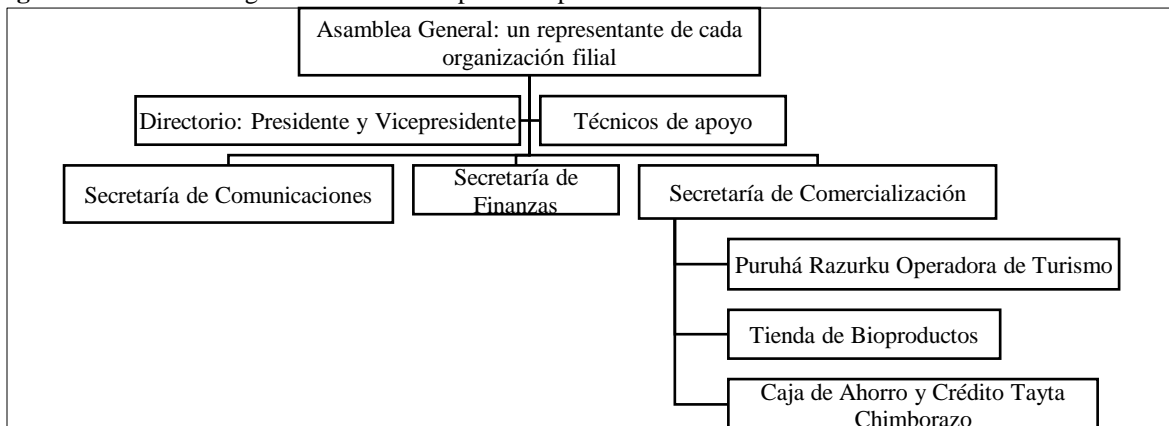 Asamblea General: un representante de cada
organización filial
Directorio: Presidente y Vicepresidente
Técnicos de apoyo
Secretaría de Comunicaciones
Secretaría de
Finanzas
Secretaría de Comercialización
Puruhá Razurku Operadora de Turismo
Tienda de Bioproductos
Caja de Ahorro y Crédito Tayta
Chimborazo